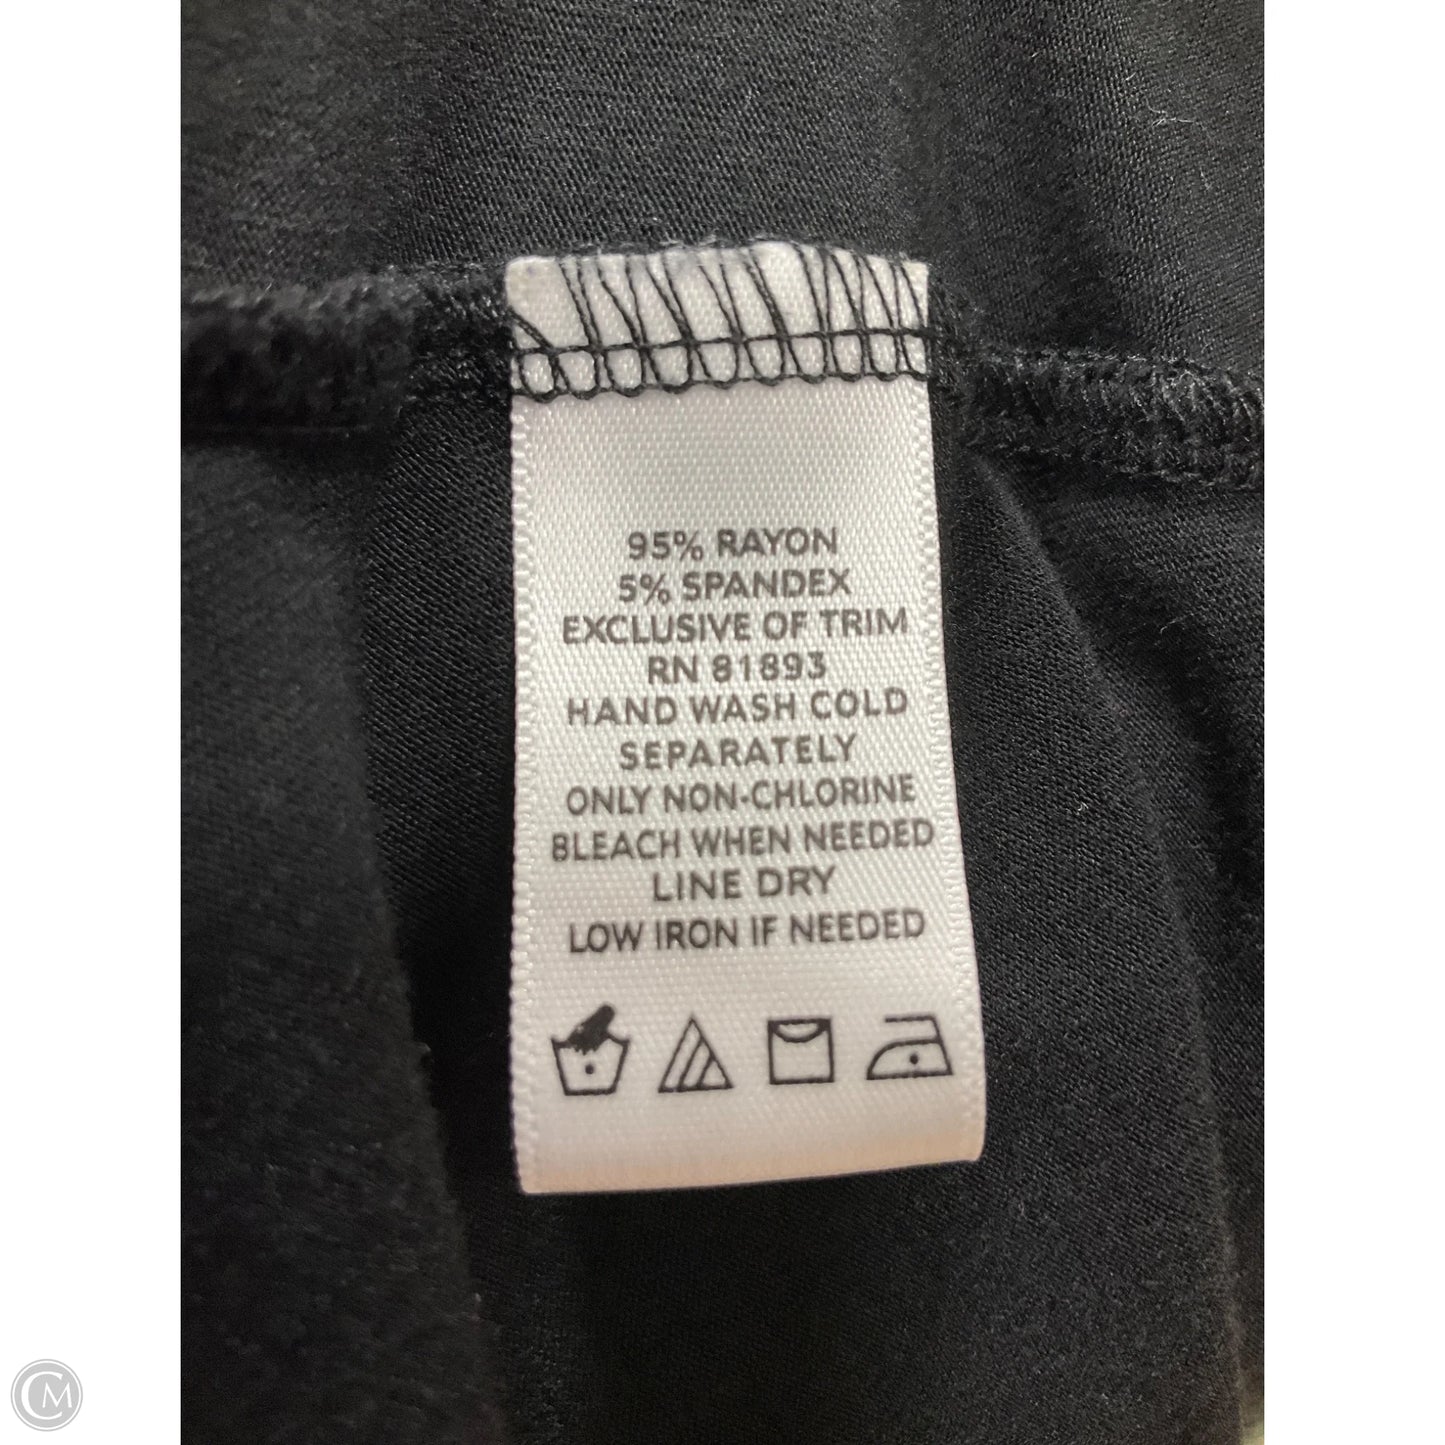 95% RAYON
5% SPANDEX
EXCLUSIVE OF TRIM
RN 81893
HAND WASH COLD
SEPARATELY
ONLY NON-CHLORINE
BLEACH WHEN NEEDED
LINE DRY
LOW IRON IF NEEDED
CM